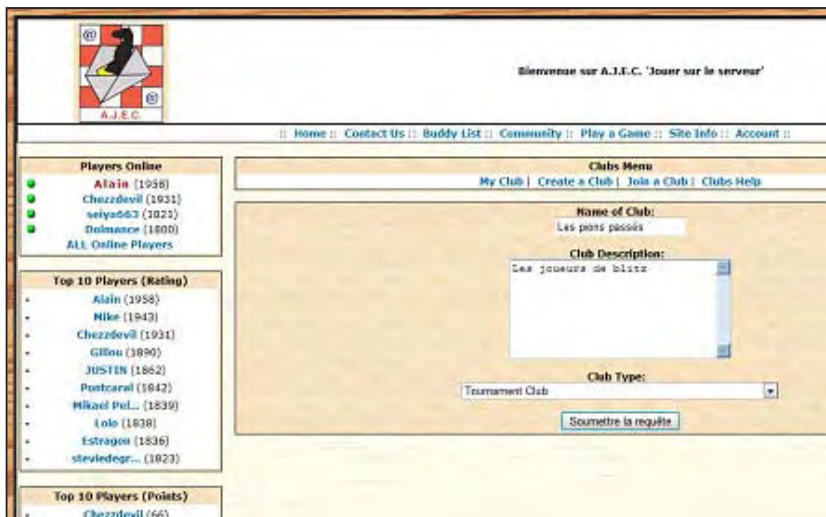 @
@
A.J.E.C.
Bienvenue sur A.J.E.C. 'Jouer sur le serveur'
:: Home :: Contact Us :: Buddy List :: Community :: Play a Game :: Site Info :: Account ::
Players Online
Alain (1958)
Chezzdevil (1931)
seiya663 (1821)
Dolmance (1800)
ALL Online Players
Top 10 Players (Rating)
Alain (1958)
Mike (1943)
Chezzdevil (1931)
Gillou (1890)
JUSTIN (1862)
Pontcaral (1842)
Mikael Pel... (1839)
Lolo (1838)
Estragon (1836)
steviedegr... (1823)
Top 10 Players (Points)
Chezzdevil (66)
Clubs Menu
My Club | Create a Club | Join a Club | Clubs Help
Name of Club:
Les pions passés
Club Description:
Les joueurs de blitz
Club Type:
Tournament Club
Soumettre la requête